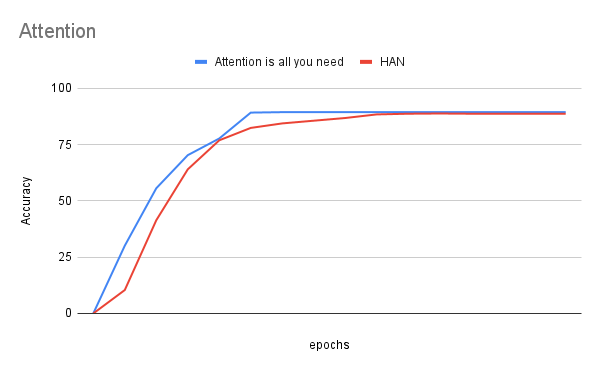 Attention
Attention is all you need HAN
100
75
50
25
0
Accuracy
epochs